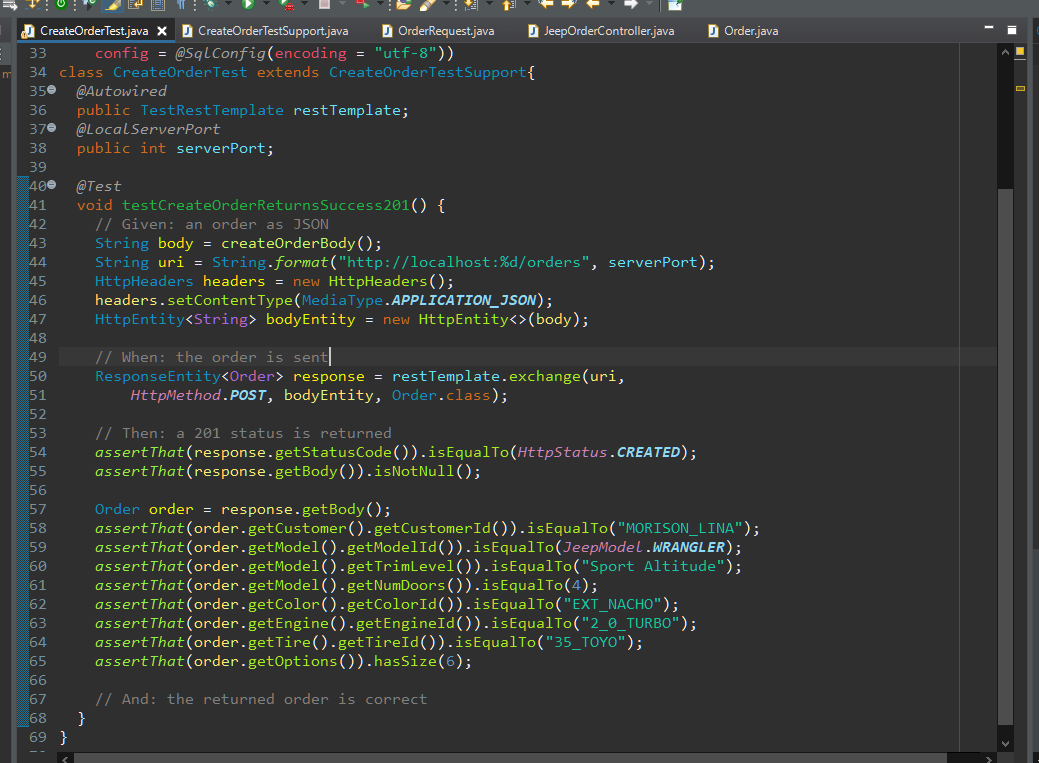 CreateOrderTest.java
CreateOrderTestSupport.java
OrderRequest.java
JeepOrderController.java
Order.java
33 config = @SqlConfig(encoding = "utf-8"))
34 class CreateOrderTest extends CreateOrderTestSupport{
35 @Autowired
36 public TestRestTemplate restTemplate;
37 @LocalServerPort
38 public int serverPort;
39
40 @Test
41 void testCreateOrderReturnsSuccess201() {
42 // Given: an order as JSON
43 String body = createOrderBody();
44 String uri = String.format("http://localhost:%d/orders", serverPort);
45 HttpHeaders headers = new HttpHeaders();
46 headers.setContentType(MediaType.APPLICATION_JSON);
47 HttpEntity<String> bodyEntity = new HttpEntity<>(body);
48
49 // When: the order is sent
50 ResponseEntity<Order> response = restTemplate.exchange(uri,
51 HttpMethod.POST, bodyEntity, Order.class);
52
53 // Then: a 201 status is returned
54 assertThat(response.getStatusCode()).isEqualTo(HttpStatus.CREATED);
55 assertThat(response.getBody()).isNotNull();
56
57 Order order = response.getBody();
58 assertThat(order.getCustomer().getCustomerId()).isEqualTo("MORISON_LINA");
59 assertThat(order.getModel().getModelId()).isEqualTo(JeepModel.WRANGLER);
60 assertThat(order.getModel().getTrimLevel()).isEqualTo("Sport Altitude");
61 assertThat(order.getModel().getNumDoors()).isEqualTo(4);
62 assertThat(order.getColor().getColorId()).isEqualTo("EXT_NACHO");
63 assertThat(order.getEngine().getEngineId()).isEqualTo("2_0_TURBO");
64 assertThat(order.getTire().getTireId()).isEqualTo("35_TOYO");
65 assertThat(order.getOptions()).hasSize(6);
66
67 // And: the returned order is correct
68 }
69 }